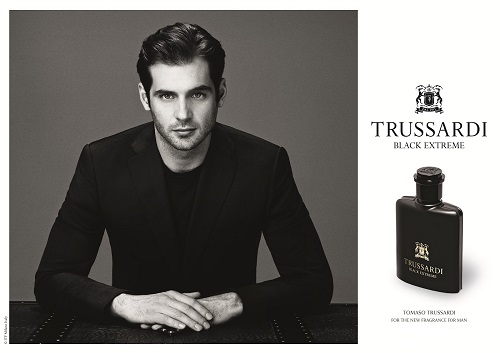 TRUSSARDI
BLACK EXTREME
TRUSSARDI
BLACK EXTREME
TOMASO TRUSSARDI
FOR THE NEW FRAGRANCE FOR MAN